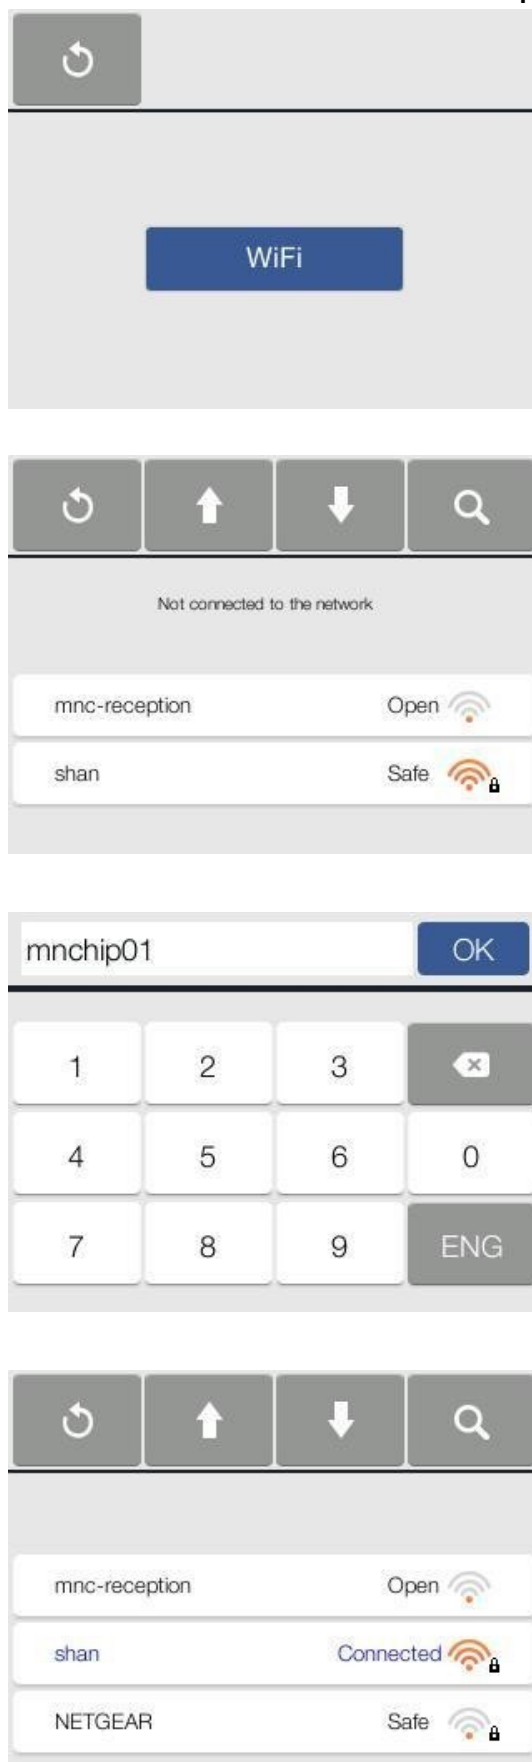 WiFi
Not connected to the network
mnc-reception Open
shan Safe
mnchip01 OK
1 2 3
4 5 6 0
7 8 9 ENG
mnc-reception Open
shan Connected
NETGEAR Safe